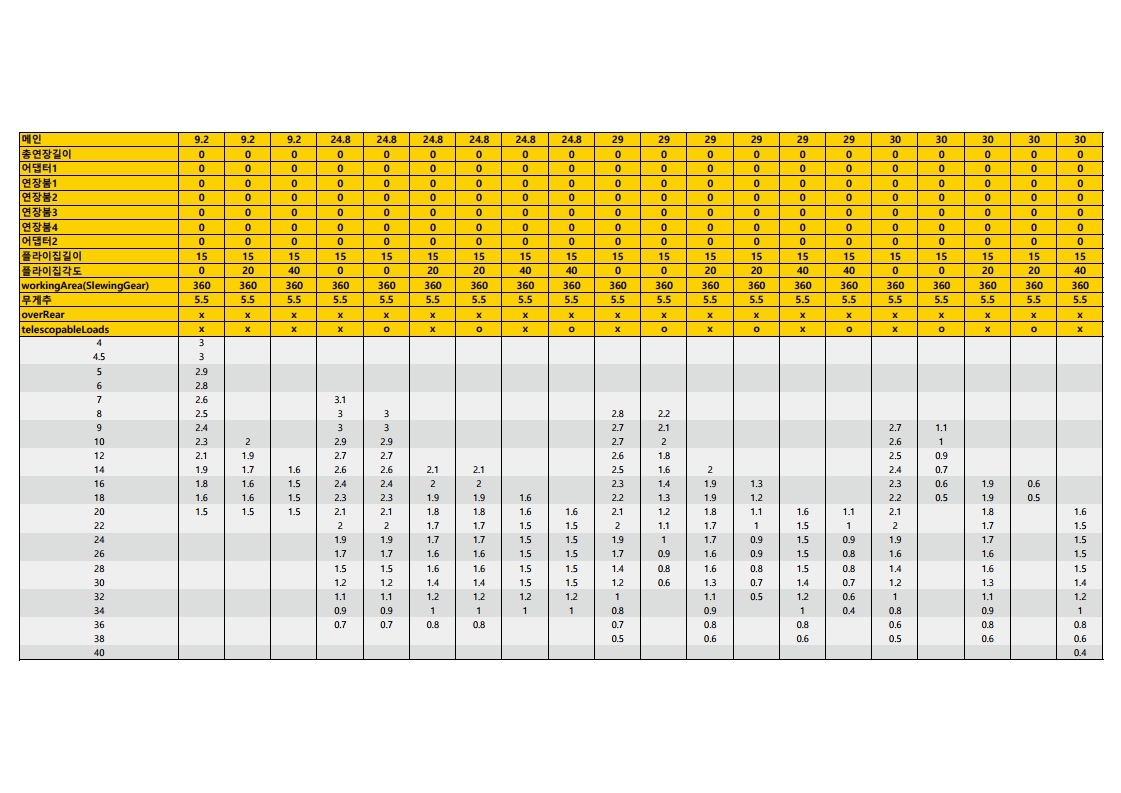 메인 9.2 9.2 9.2 24.8 24.8 24.8 24.8 24.8 24.8 29 29 29 29 29 29 30 30 30 30 30
총연장길이 0 0 0 0 0 0 0 0 0 0 0 0 0 0 0 0 0 0 0 0
어댑터1 0 0 0 0 0 0 0 0 0 0 0 0 0 0 0 0 0 0 0 0
연장붐1 0 0 0 0 0 0 0 0 0 0 0 0 0 0 0 0 0 0 0 0
연장붐2 0 0 0 0 0 0 0 0 0 0 0 0 0 0 0 0 0 0 0 0
연장붐3 0 0 0 0 0 0 0 0 0 0 0 0 0 0 0 0 0 0 0 0
연장붐4 0 0 0 0 0 0 0 0 0 0 0 0 0 0 0 0 0 0 0 0
어댑터2 0 0 0 0 0 0 0 0 0 0 0 0 0 0 0 0 0 0 0 0
플라이집길이 15 15 15 15 15 15 15 15 15 15 15 15 15 15 15 15 15 15 15 15
플라이집각도 0 20 40 0 0 20 20 40 40 0 0 20 20 40 40 0 0 20 20 40
workingArea(SlewingGear) 360 360 360 360 360 360 360 360 360 360 360 360 360 360 360 360 360 360 360 360
무게추 5.5 5.5 5.5 5.5 5.5 5.5 5.5 5.5 5.5 5.5 5.5 5.5 5.5 5.5 5.5 5.5 5.5 5.5 5.5 5.5
overRear x x x x x x x x x x x x x x x x x x x x
telescopableLoads x x x x o x o x o x o x o x o x o x o x
4 3
4.5 3
5 2.9
6 2.8
7 2.6 3.1
8 2.5 3 3 2.8 2.2
9 2.4 3 3 2.7 2.1 2.7 1.1
10 2.3 2 2.9 2.9 2.7 2 2.6 1
12 2.1 1.9 2.7 2.7 2.6 1.8 2.5 0.9
14 1.9 1.7 1.6 2.6 2.6 2.1 2.1 2.5 1.6 2 2.4 0.7
16 1.8 1.6 1.5 2.4 2.4 2 2 2.3 1.4 1.9 1.3 2.3 0.6 1.9 0.6
18 1.6 1.6 1.5 2.3 2.3 1.9 1.9 1.6 2.2 1.3 1.9 1.2 2.2 0.5 1.9 0.5
20 1.5 1.5 1.5 2.1 2.1 1.8 1.8 1.6 1.6 2.1 1.2 1.8 1.1 1.6 1.1 2.1 1.8 1.6
22 2 2 1.7 1.7 1.5 1.5 2 1.1 1.7 1 1.5 1 2 1.7 1.5
24 1.9 1.9 1.7 1.7 1.5 1.5 1.9 1 1.7 0.9 1.5 0.9 1.9 1.7 1.5
26 1.7 1.7 1.6 1.6 1.5 1.5 1.7 0.9 1.6 0.9 1.5 0.8 1.6 1.6 1.5
28 1.5 1.5 1.6 1.6 1.5 1.5 1.4 0.8 1.6 0.8 1.5 0.8 1.4 1.6 1.5
30 1.2 1.2 1.4 1.4 1.5 1.5 1.2 0.6 1.3 0.7 1.4 0.7 1.2 1.3 1.4
32 1.1 1.1 1.2 1.2 1.2 1.2 1 1.1 0.5 1.2 0.6 1 1.1 1.2
34 0.9 0.9 1 1 1 1 0.8 0.9 1 0.4 0.8 0.9 1
36 0.7 0.7 0.8 0.8 0.7 0.8 0.8 0.6 0.8 0.8
38 0.5 0.6 0.6 0.5 0.6 0.6
40 0.4